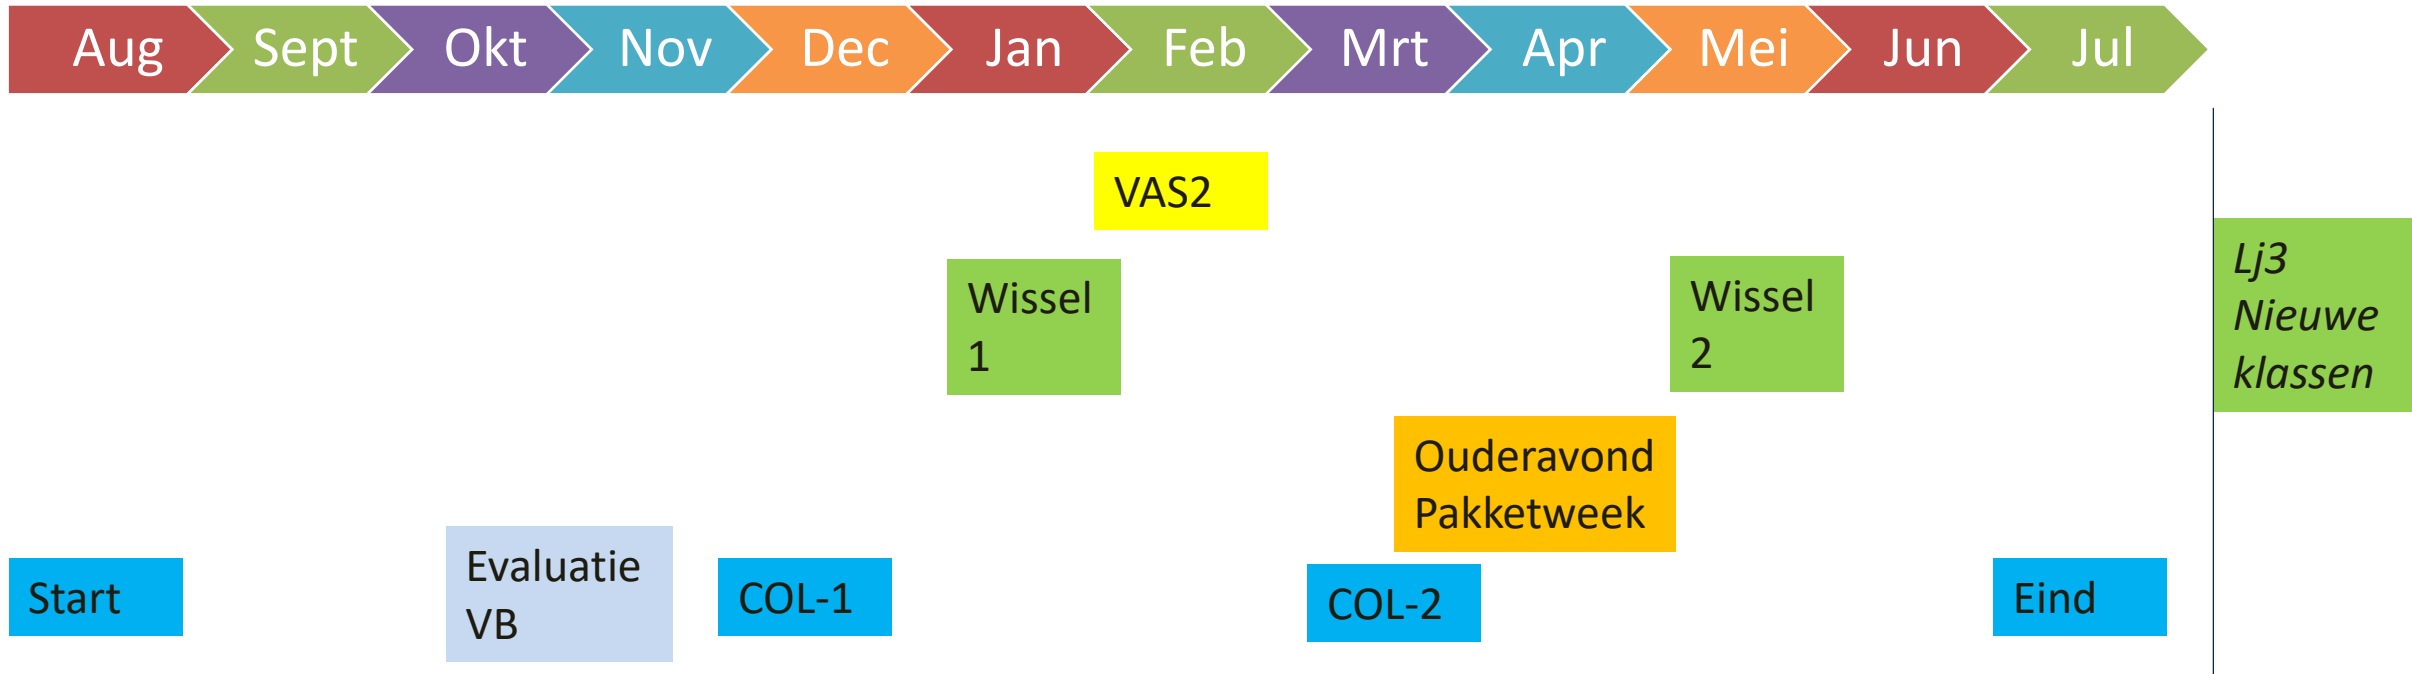 Aug Sept Okt Nov Dec Jan Feb Mrt Apr Mei Jun Jul
VAS2
Wissel
1
Wissel
2
Lj3
Nieuwe
klassen
Ouderavond
Pakketweek
Start
Evaluatie
VB
COL-1
COL-2
Eind